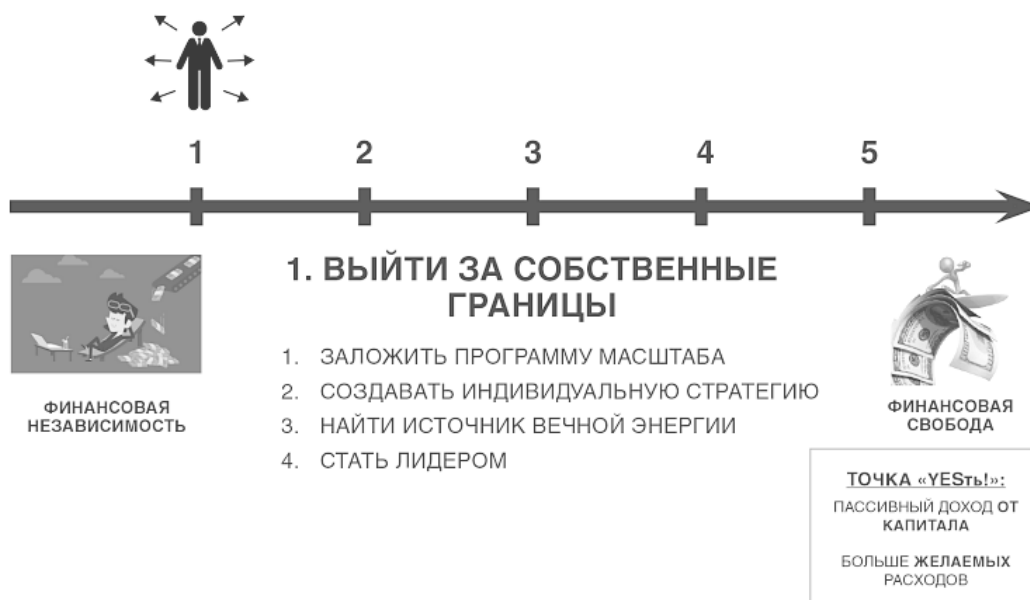 1
2
3
4
5
1. ВЫЙТИ ЗА СОБСТВЕННЫЕ
ГРАНИЦЫ
1. ЗАЛОЖИТЬ ПРОГРАММУ МАСШТАБА
2. СОЗДАВАТЬ ИНДИВИДУАЛЬНУЮ СТРАТЕГИЮ
3. НАЙТИ ИСТОЧНИК ВЕЧНОЙ ЭНЕРГИИ
4. СТАТЬ ЛИДЕРОМ
ФИНАНСОВАЯ
НЕЗАВИСИМОСТЬ
ФИНАНСОВАЯ
СВОБОДА
ТОЧКА «YESть!»:
ПАССИВНЫЙ ДОХОД ОТ
КАПИТАЛА
БОЛЬШЕ ЖЕЛАЕМЫХ
РАСХОДОВ